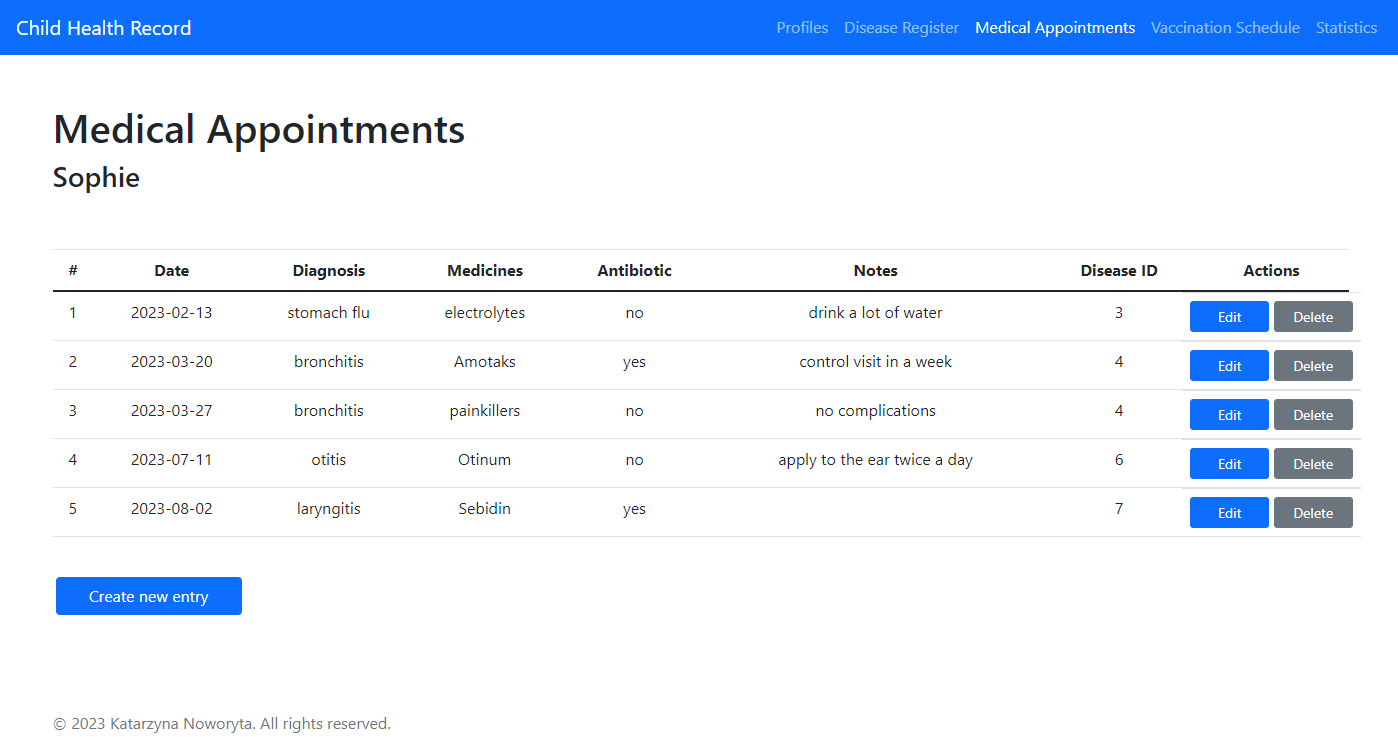 Child Health Record Profiles Disease Register Medical Appointments Vaccination Schedule Statistics
Medical Appointments
Sophie
# Date Diagnosis Medicines Antibiotic Notes Disease ID Actions
1 2023-02-13 stomach flu electrolytes no drink a lot of water 3 Edit Delete
2 2023-03-20 bronchitis Amotaks yes control visit in a week 4 Edit Delete
3 2023-03-27 bronchitis painkillers no no complications 4 Edit Delete
4 2023-07-11 otitis Otinum no apply to the ear twice a day 6 Edit Delete
5 2023-08-02 laryngitis Sebidin yes 7 Edit Delete
Create new entry
© 2023 Katarzyna Noworyta. All rights reserved.